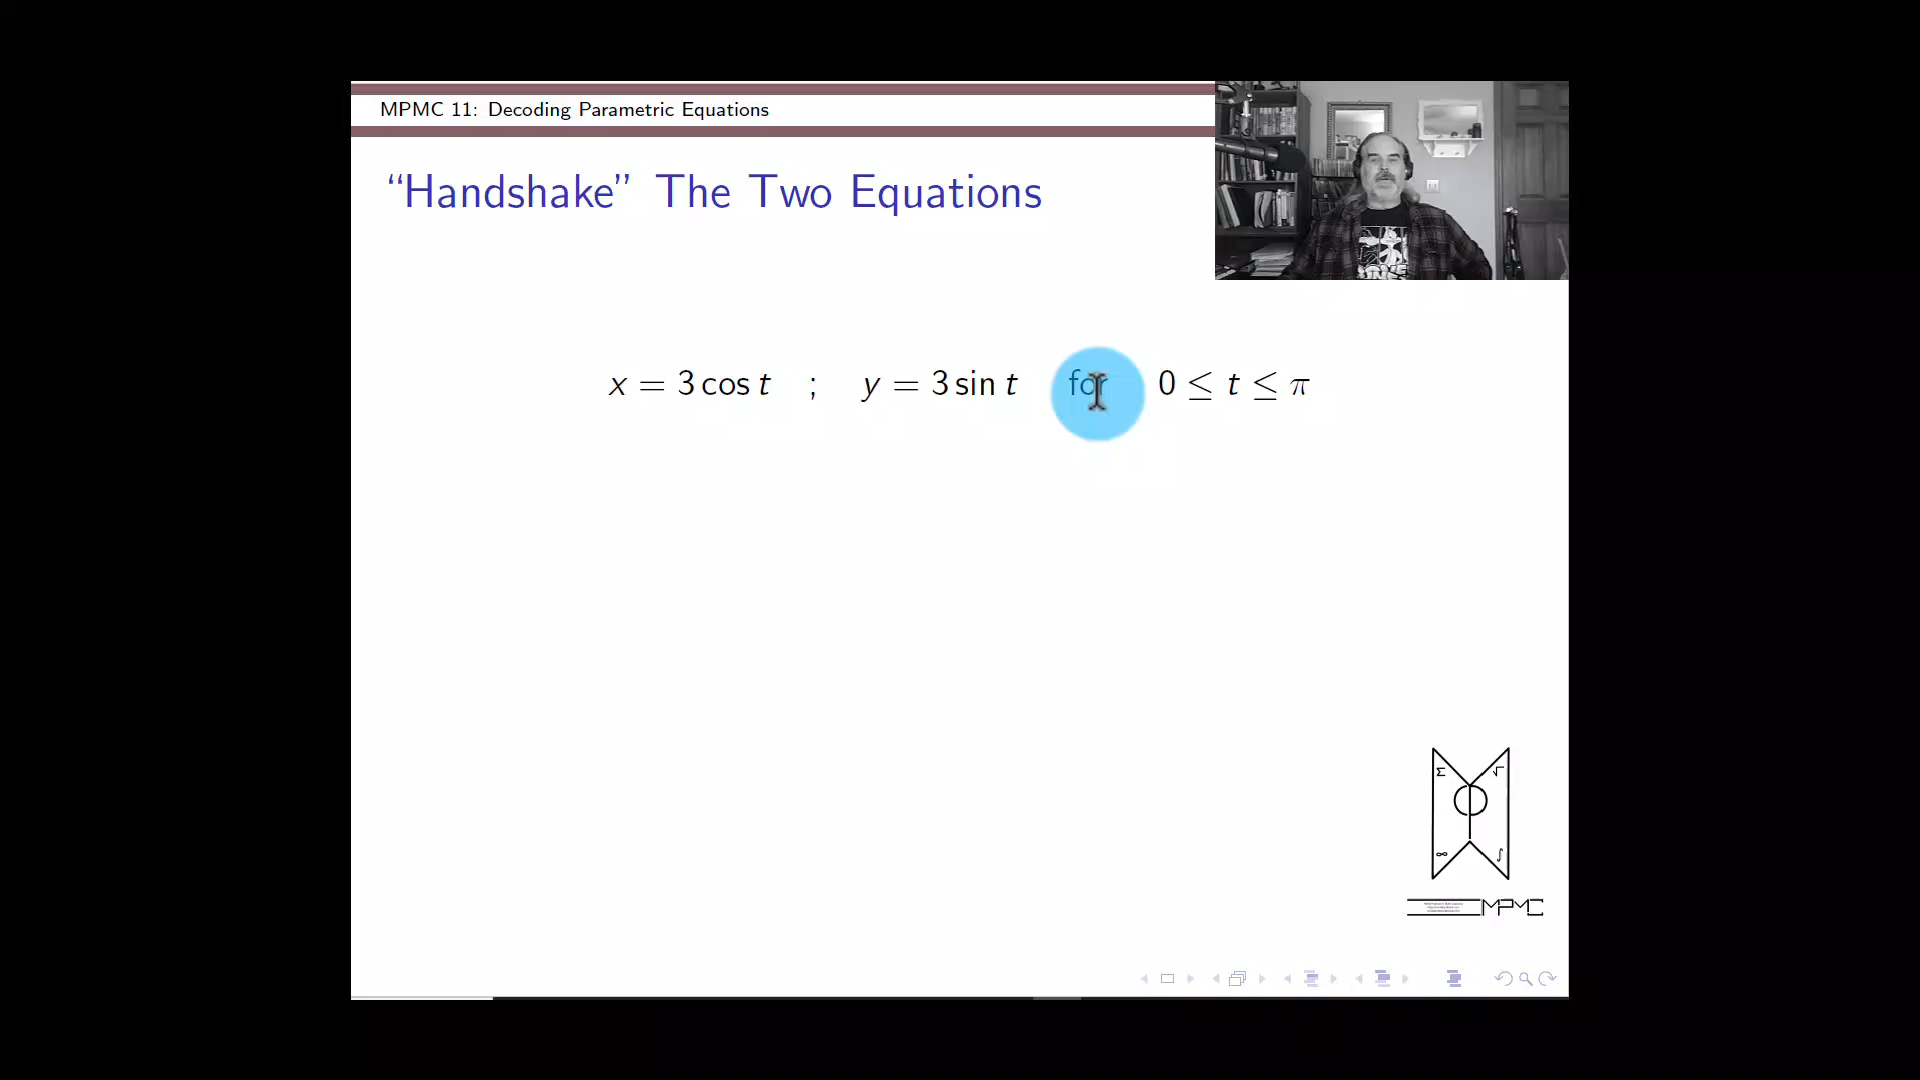 MPMC 11: Decoding Parametric Equations
“Handshake” The Two Equations
x = 3 cos t ; y = 3 sin t for 0 ≤ t ≤ π
Σ √
∞ ∫
MPMC